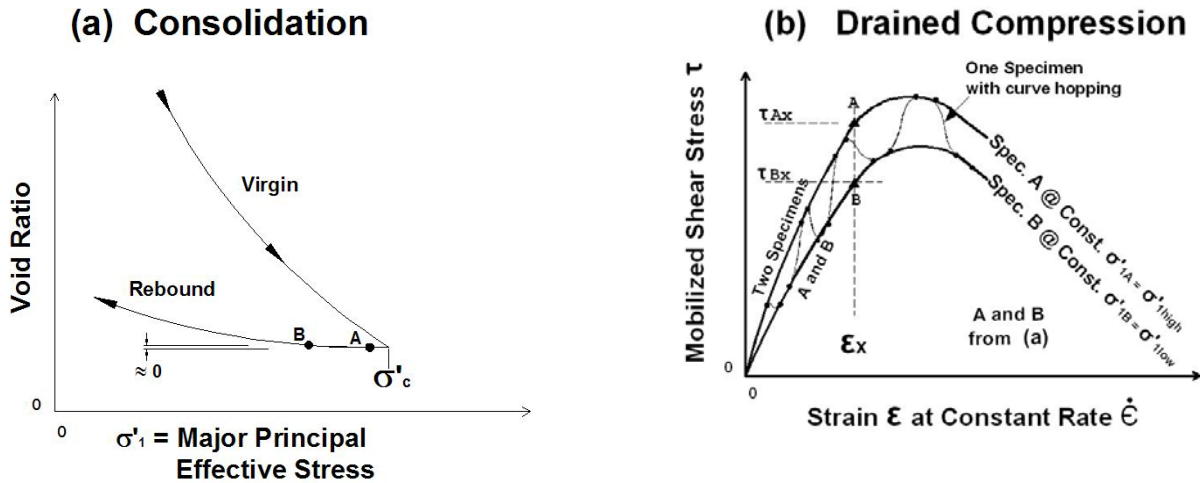 (a) Consolidation
Void Ratio
Virgin
Rebound
B
A
≈ 0
σ'c
0
0
σ'1 = Major Principal
Effective Stress
(b) Drained Compression
Mobilized Shear Stress τ
One Specimen
with curve hopping
τAx
A
τBx
B
Two Specimens
A and B
Spec. A @ Const. σ'1A = σ'1high
Spec. B @ Const. σ'1B = σ'1low
εx
A and B
from (a)
0
0
Strain ε at Constant Rate ϵ̇